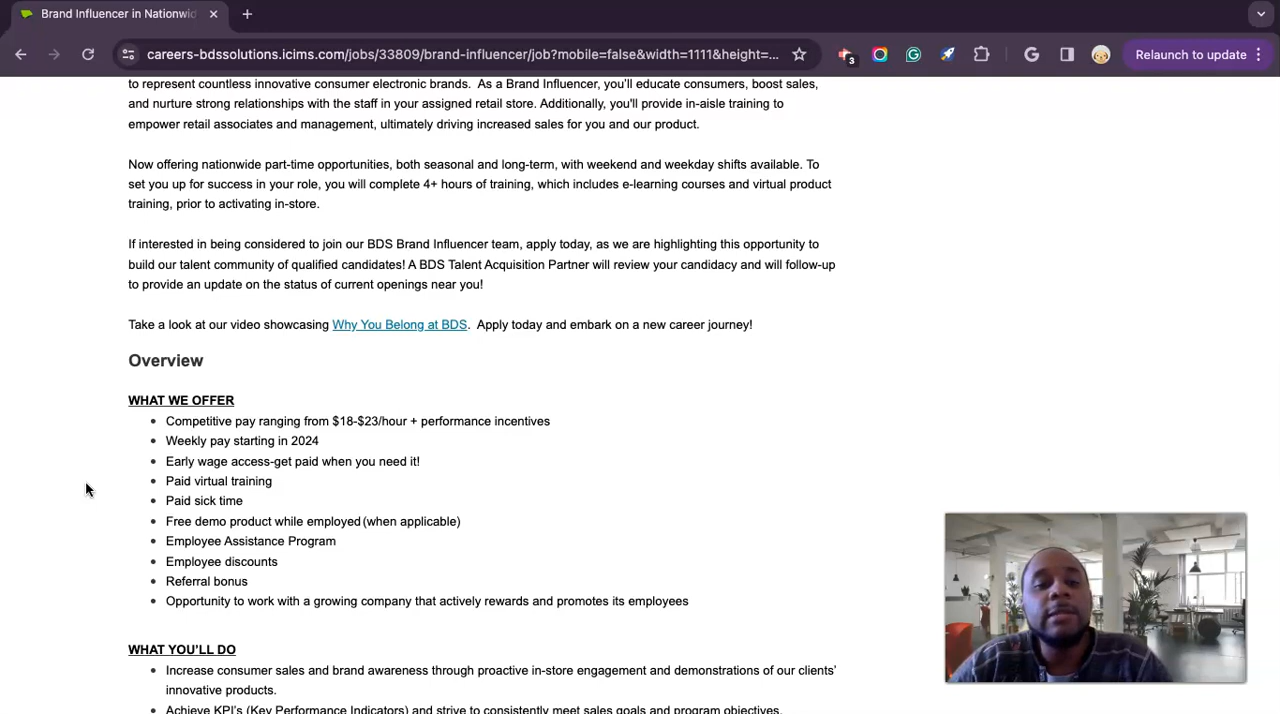 Brand Influencer in Nationwid
careers-bdssolutions.icims.com/jobs/33809/brand-influencer/job?mobile=false&width=1111&height=...
3
Relaunch to update
to represent countless innovative consumer electronic brands.  As a Brand Influencer, you’ll educate consumers, boost sales,
and nurture strong relationships with the staff in your assigned retail store. Additionally, you'll provide in-aisle training to
empower retail associates and management, ultimately driving increased sales for you and our product.
Now offering nationwide part-time opportunities, both seasonal and long-term, with weekend and weekday shifts available. To
set you up for success in your role, you will complete 4+ hours of training, which includes e-learning courses and virtual product
training, prior to activating in-store.
If interested in being considered to join our BDS Brand Influencer team, apply today, as we are highlighting this opportunity to
build our talent community of qualified candidates! A BDS Talent Acquisition Partner will review your candidacy and will follow-up
to provide an update on the status of current openings near you!
Take a look at our video showcasing Why You Belong at BDS.  Apply today and embark on a new career journey!
Overview
WHAT WE OFFER
• Competitive pay ranging from $18-$23/hour + performance incentives
• Weekly pay starting in 2024
• Early wage access-get paid when you need it!
• Paid virtual training
• Paid sick time
• Free demo product while employed (when applicable)
• Employee Assistance Program
• Employee discounts
• Referral bonus
• Opportunity to work with a growing company that actively rewards and promotes its employees
WHAT YOU’LL DO
• Increase consumer sales and brand awareness through proactive in-store engagement and demonstrations of our clients’
innovative products.
• Achieve KPI’s (Key Performance Indicators) and strive to consistently meet sales goals and program objectives.